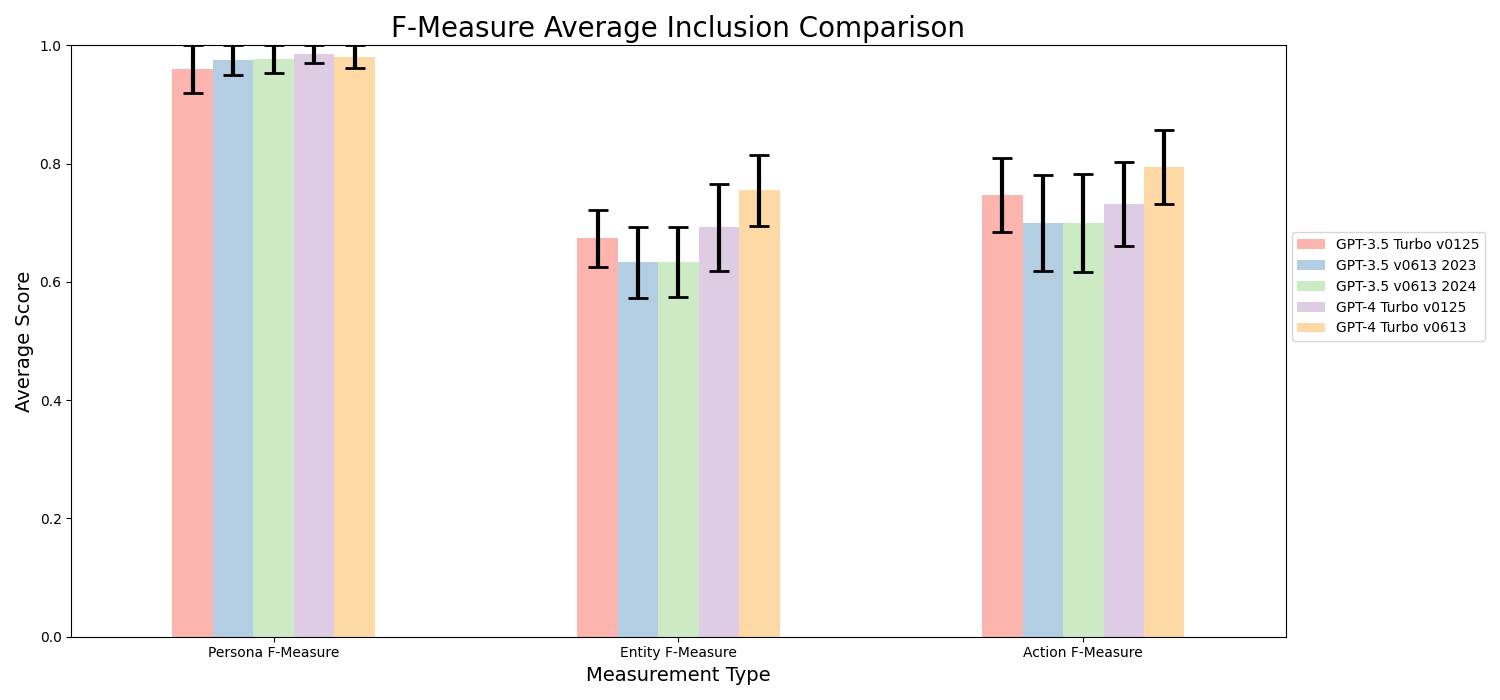 F-Measure Average Inclusion Comparison
1.0
0.8
0.6
0.4
0.2
0.0
Average Score
Persona F-Measure
Entity F-Measure
Action F-Measure
Measurement Type
GPT-3.5 Turbo v0125
GPT-3.5 v0613 2023
GPT-3.5 v0613 2024
GPT-4 Turbo v0125
GPT-4 Turbo v0613